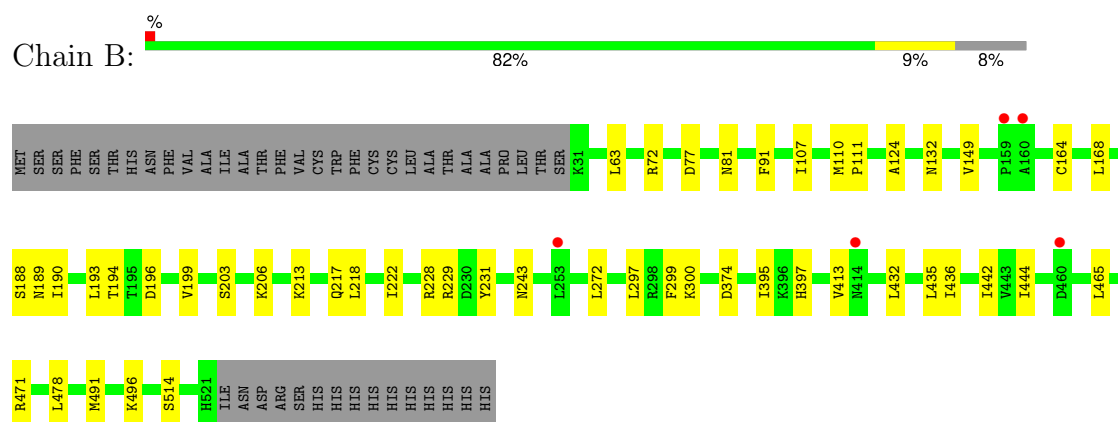 %
Chain B:
82% 9% 8%
MET SER SER PHE SER THR HIS ASN PHE VAL ALA ILE ALA THR PHE VAL CYS TRP PHE CYS CYS LEU ALA THR ALA ALA PRO LEU THR SER K31 L63 R72 D77 N81 F91 I107 M110 P111 A124 N132 V149 P159 A160 C164 L168
S188 N189 I190 L193 T194 T195 D196 V199 S203 K206 K213 Q217 L218 I222 R228 R229 D230 Y231 N243 L253 L272 L297 R298 F299 K300 D374 I395 K396 H397 V413 N414 L432 L435 I436 I442 V443 I444 D460 L465
R471 L478 M491 K496 S514 H521 ILE ASN ASP ARG SER HIS HIS HIS HIS HIS HIS HIS HIS HIS HIS